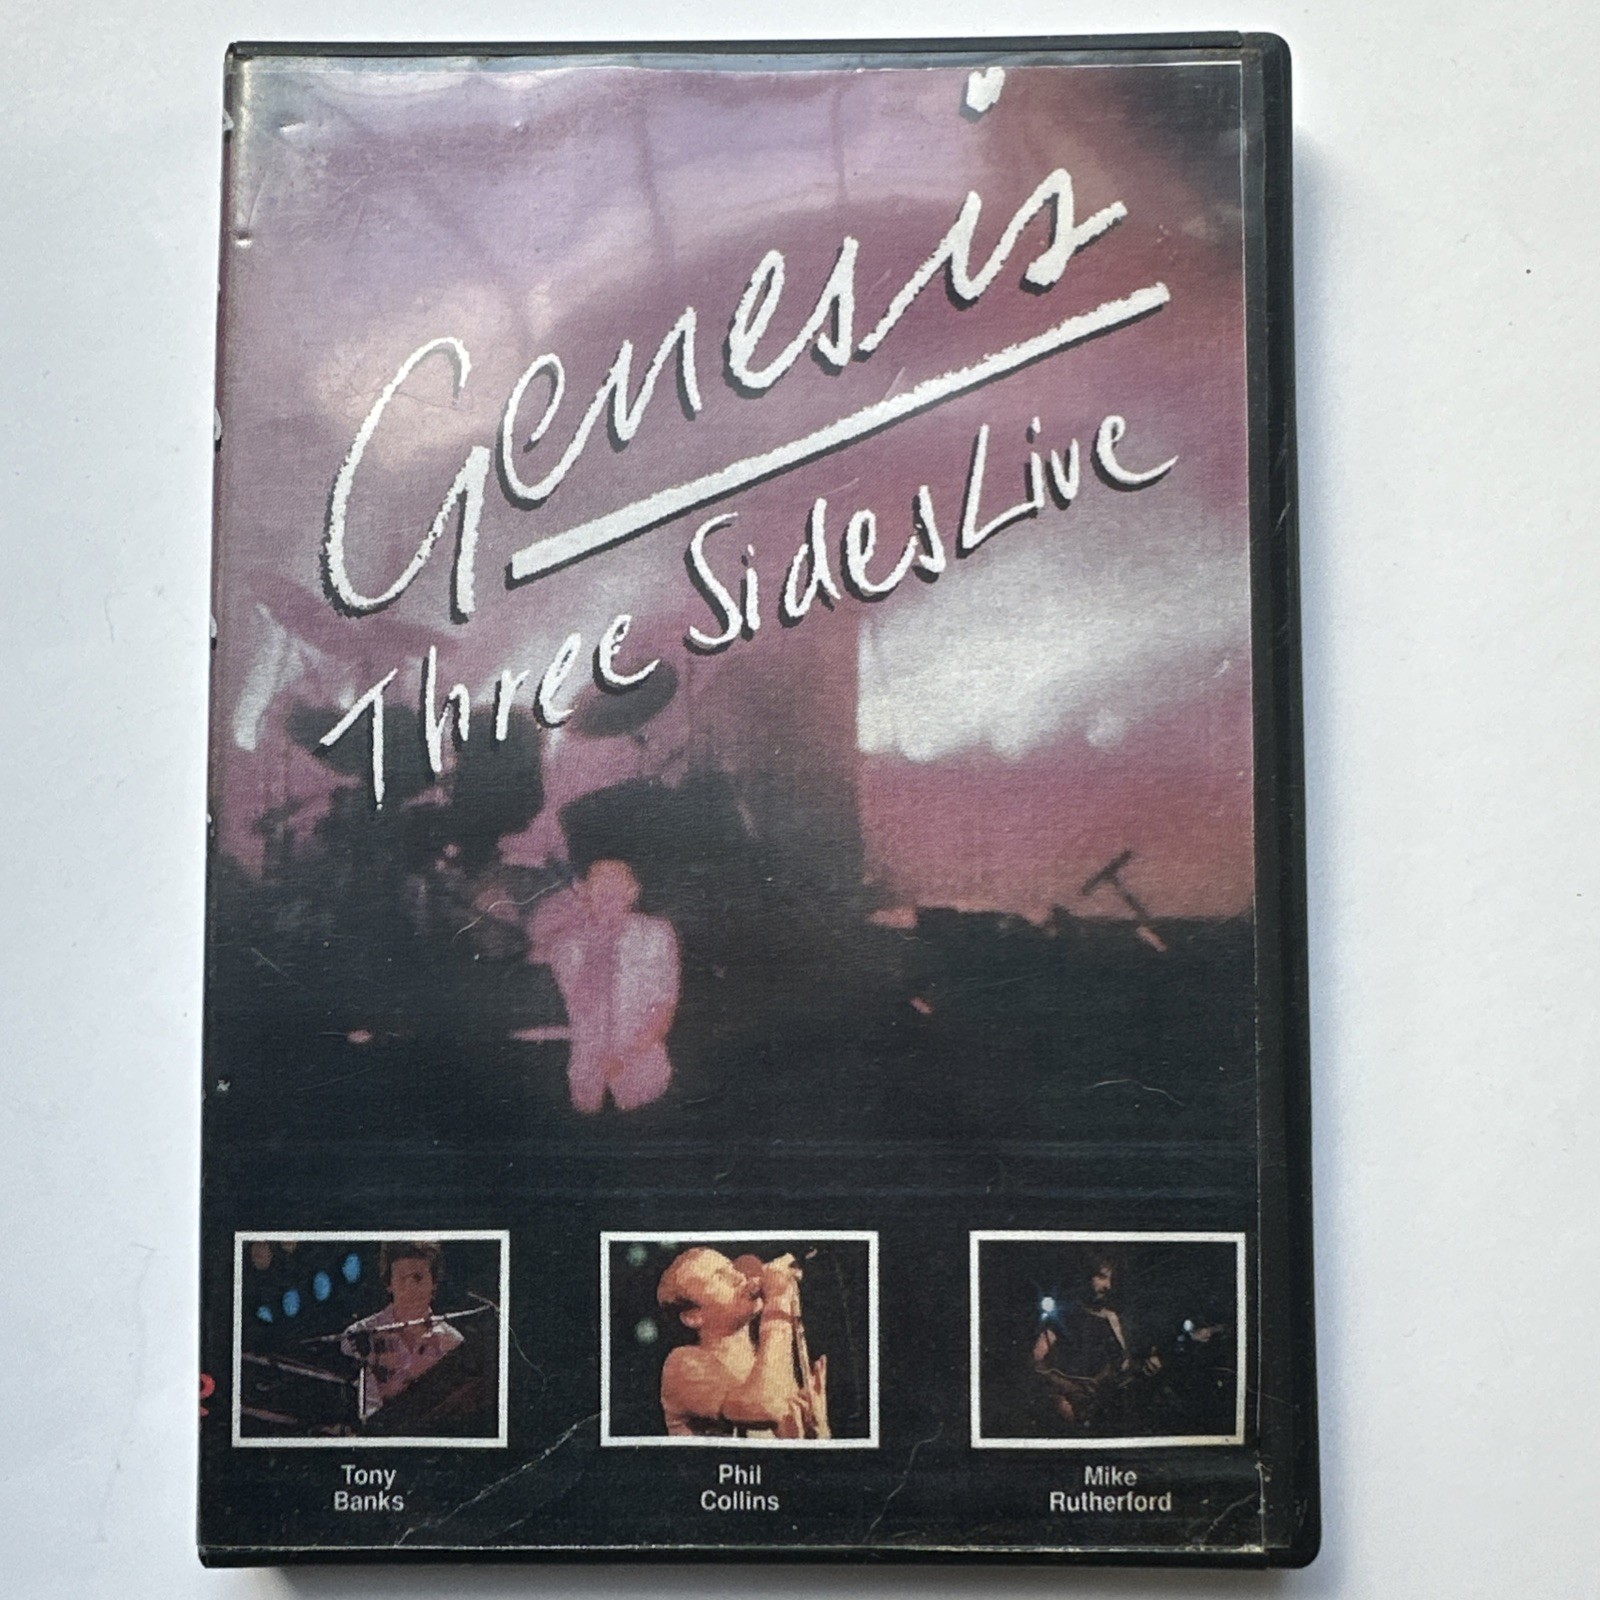 Genesis
Three Sides Live
Tony
Banks
Phil
Collins
Mike
Rutherford